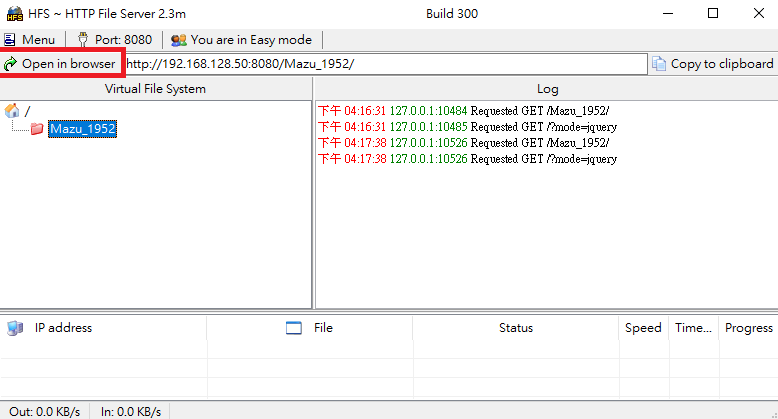 HFS HFS ~ HTTP File Server 2.3m Build 300
Menu Port: 8080 You are in Easy mode
Open in browser http://192.168.128.50:8080/Mazu_1952/ Copy to clipboard
Virtual File System Log
/
Mazu_1952
下午 04:16:31 127.0.0.1:10484 Requested GET /Mazu_1952/
下午 04:16:31 127.0.0.1:10485 Requested GET /?mode=jquery
下午 04:17:38 127.0.0.1:10526 Requested GET /Mazu_1952/
下午 04:17:38 127.0.0.1:10526 Requested GET /?mode=jquery
IP address File Status Speed Time... Progress
Out: 0.0 KB/s In: 0.0 KB/s